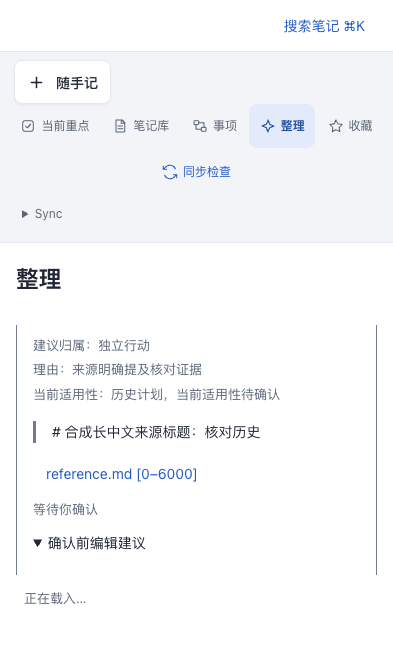 搜索笔记 ⌘K
+ 随手记
当前重点 笔记库 事项 整理 收藏
同步检查
▶ Sync
整理
建议归属：独立行动
理由：来源明确提及核对证据
当前适用性：历史计划，当前适用性待确认
# 合成长中文来源标题：核对历史
reference.md [0–6000]
等待你确认
▼ 确认前编辑建议
正在载入…